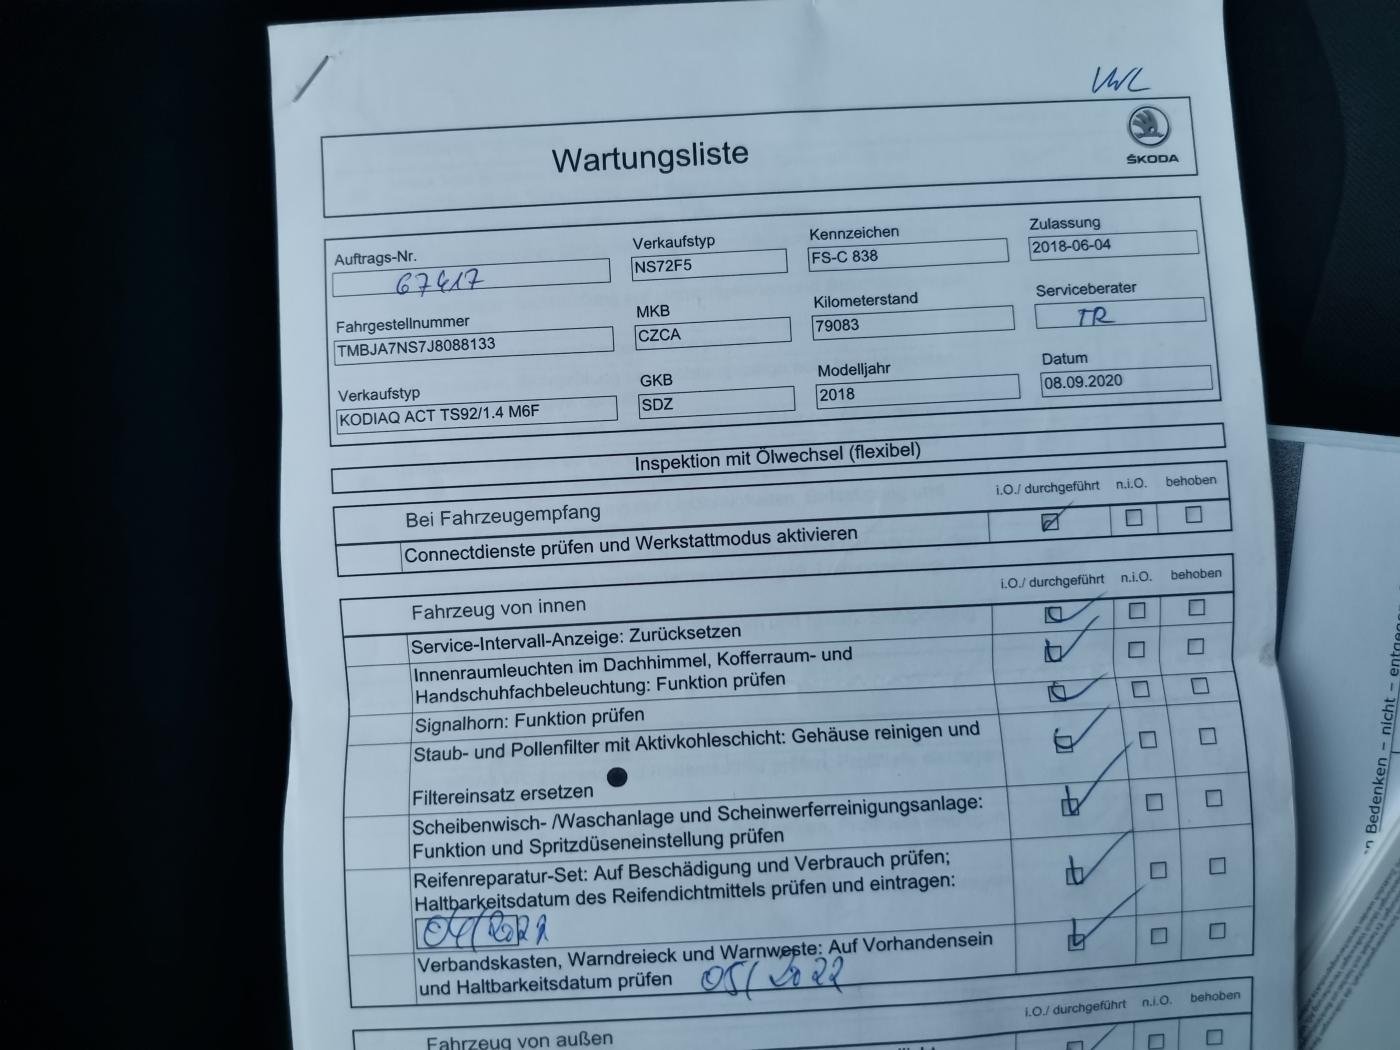 VWL
Wartungsliste
ŠKODA
Auftrags-Nr.
67417
Verkaufstyp
NS72F5
Kennzeichen
FS-C 838
Zulassung
2018-06-04
Fahrgestellnummer
TMBJA7NS7J8088133
MKB
CZCA
Kilometerstand
79083
Serviceberater
TR
Verkaufstyp
KODIAQ ACT TS92/1.4 M6F
GKB
SDZ
Modelljahr
2018
Datum
08.09.2020
Inspektion mit Ölwechsel (flexibel)
Bei Fahrzeugempfang
i.O./ durchgeführt n.i.O. behoben
Connectdienste prüfen und Werkstattmodus aktivieren
Fahrzeug von innen
i.O./ durchgeführt n.i.O. behoben
Service-Intervall-Anzeige: Zurücksetzen
Innenraumleuchten im Dachhimmel, Kofferraum- und
Handschuhfachbeleuchtung: Funktion prüfen
Signalhorn: Funktion prüfen
Staub- und Pollenfilter mit Aktivkohleschicht: Gehäuse reinigen und
Filtereinsatz ersetzen
Scheibenwisch- /Waschanlage und Scheinwerferreinigungsanlage:
Funktion und Spritzdüseneinstellung prüfen
Reifenreparatur-Set: Auf Beschädigung und Verbrauch prüfen;
Haltbarkeitsdatum des Reifendichtmittels prüfen und eintragen:
04/2022
Verbandskasten, Warndreieck und Warnweste: Auf Vorhandensein
und Haltbarkeitsdatum prüfen 05/2022
Fahrzeug von außen
i.O./ durchgeführt n.i.O. behoben
Bedenken – nicht –